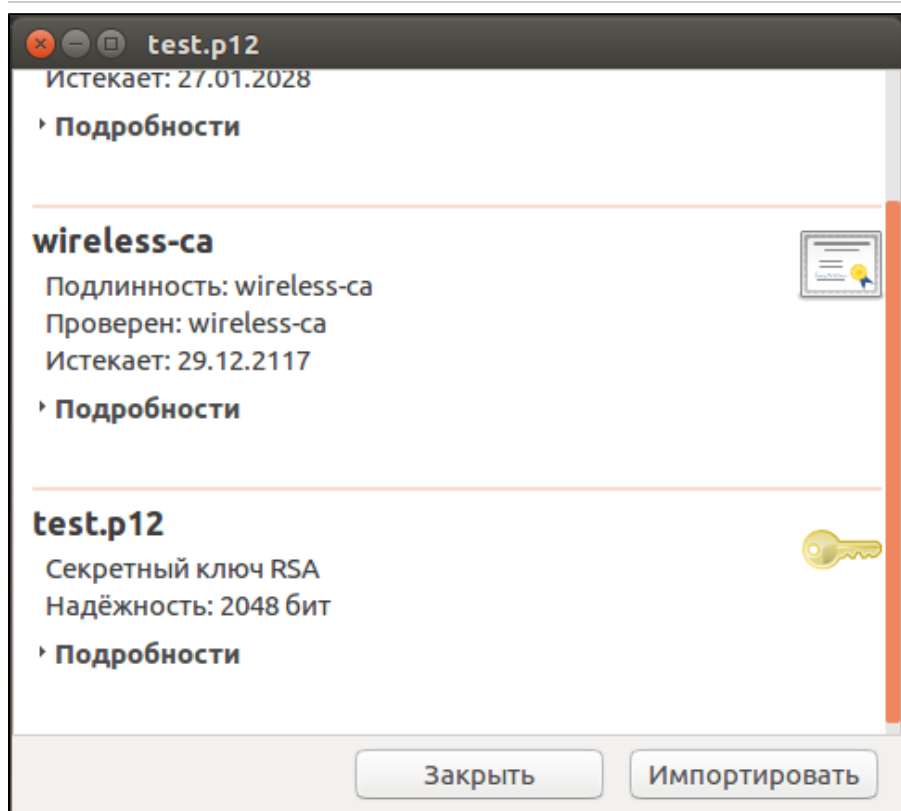 test.p12
Истекает: 27.01.2028
Подробности
wireless-ca
Подлинность: wireless-ca
Проверен: wireless-ca
Истекает: 29.12.2117
Подробности
test.p12
Секретный ключ RSA
Надёжность: 2048 бит
Подробности
Закрыть Импортировать